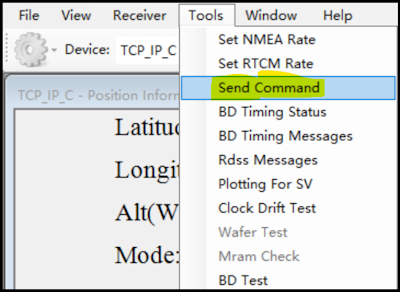 File View Receiver Tools Window Help
Device: TCP_IP_C
Set NMEA Rate
Set RTCM Rate
Send Command
BD Timing Status
BD Timing Messages
Rdss Messages
Plotting For SV
Clock Drift Test
Wafer Test
Mram Check
BD Test
TCP_IP_C - Position Inform
Latitud
Longit
Alt(W
Mode: